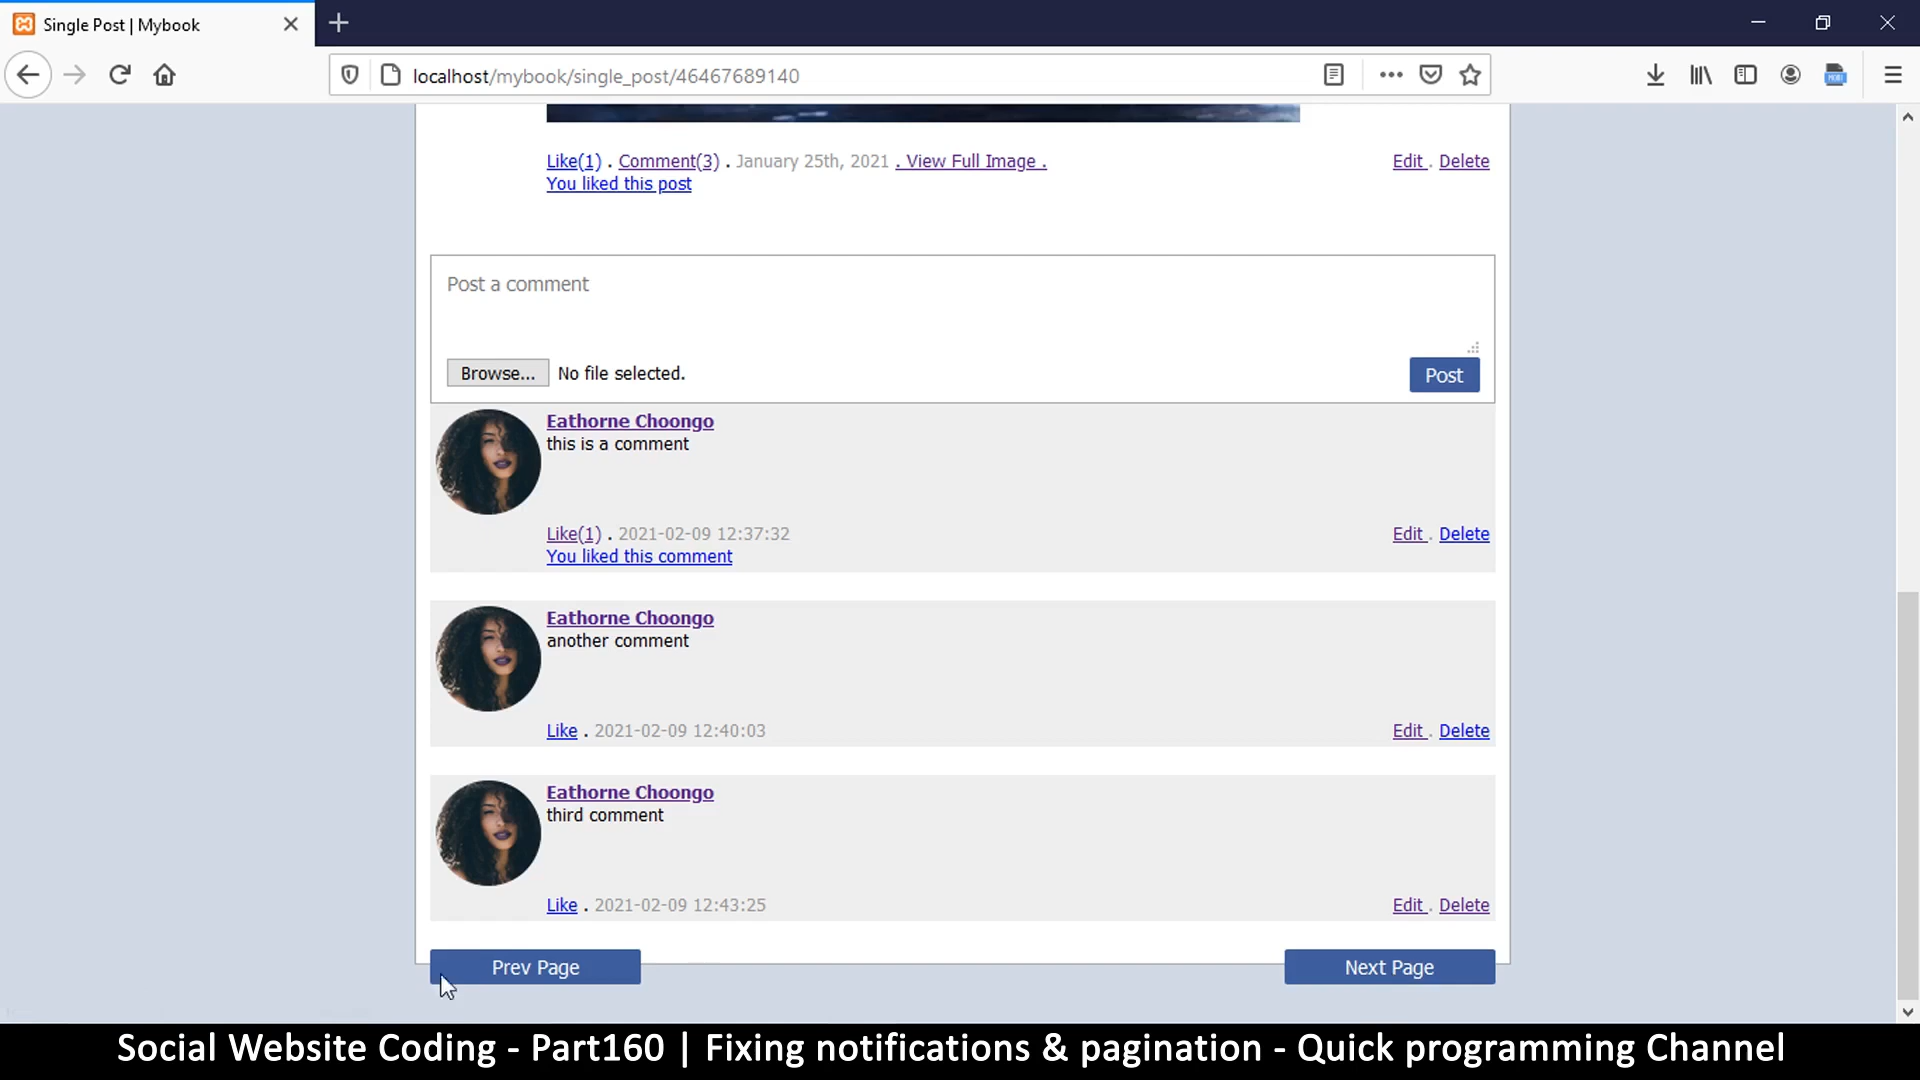 Single Post | Mybook
localhost/mybook/single_post/46467689140
Like(1) . Comment(3) . January 25th, 2021 . View Full Image . Edit . Delete
You liked this post
Post a comment
Browse... No file selected. Post
Eathorne Choongo
this is a comment
Like(1) . 2021-02-09 12:37:32 Edit . Delete
You liked this comment
Eathorne Choongo
another comment
Like . 2021-02-09 12:40:03 Edit . Delete
Eathorne Choongo
third comment
Like . 2021-02-09 12:43:25 Edit . Delete
Prev Page Next Page
Social Website Coding - Part160 | Fixing notifications & pagination - Quick programming Channel